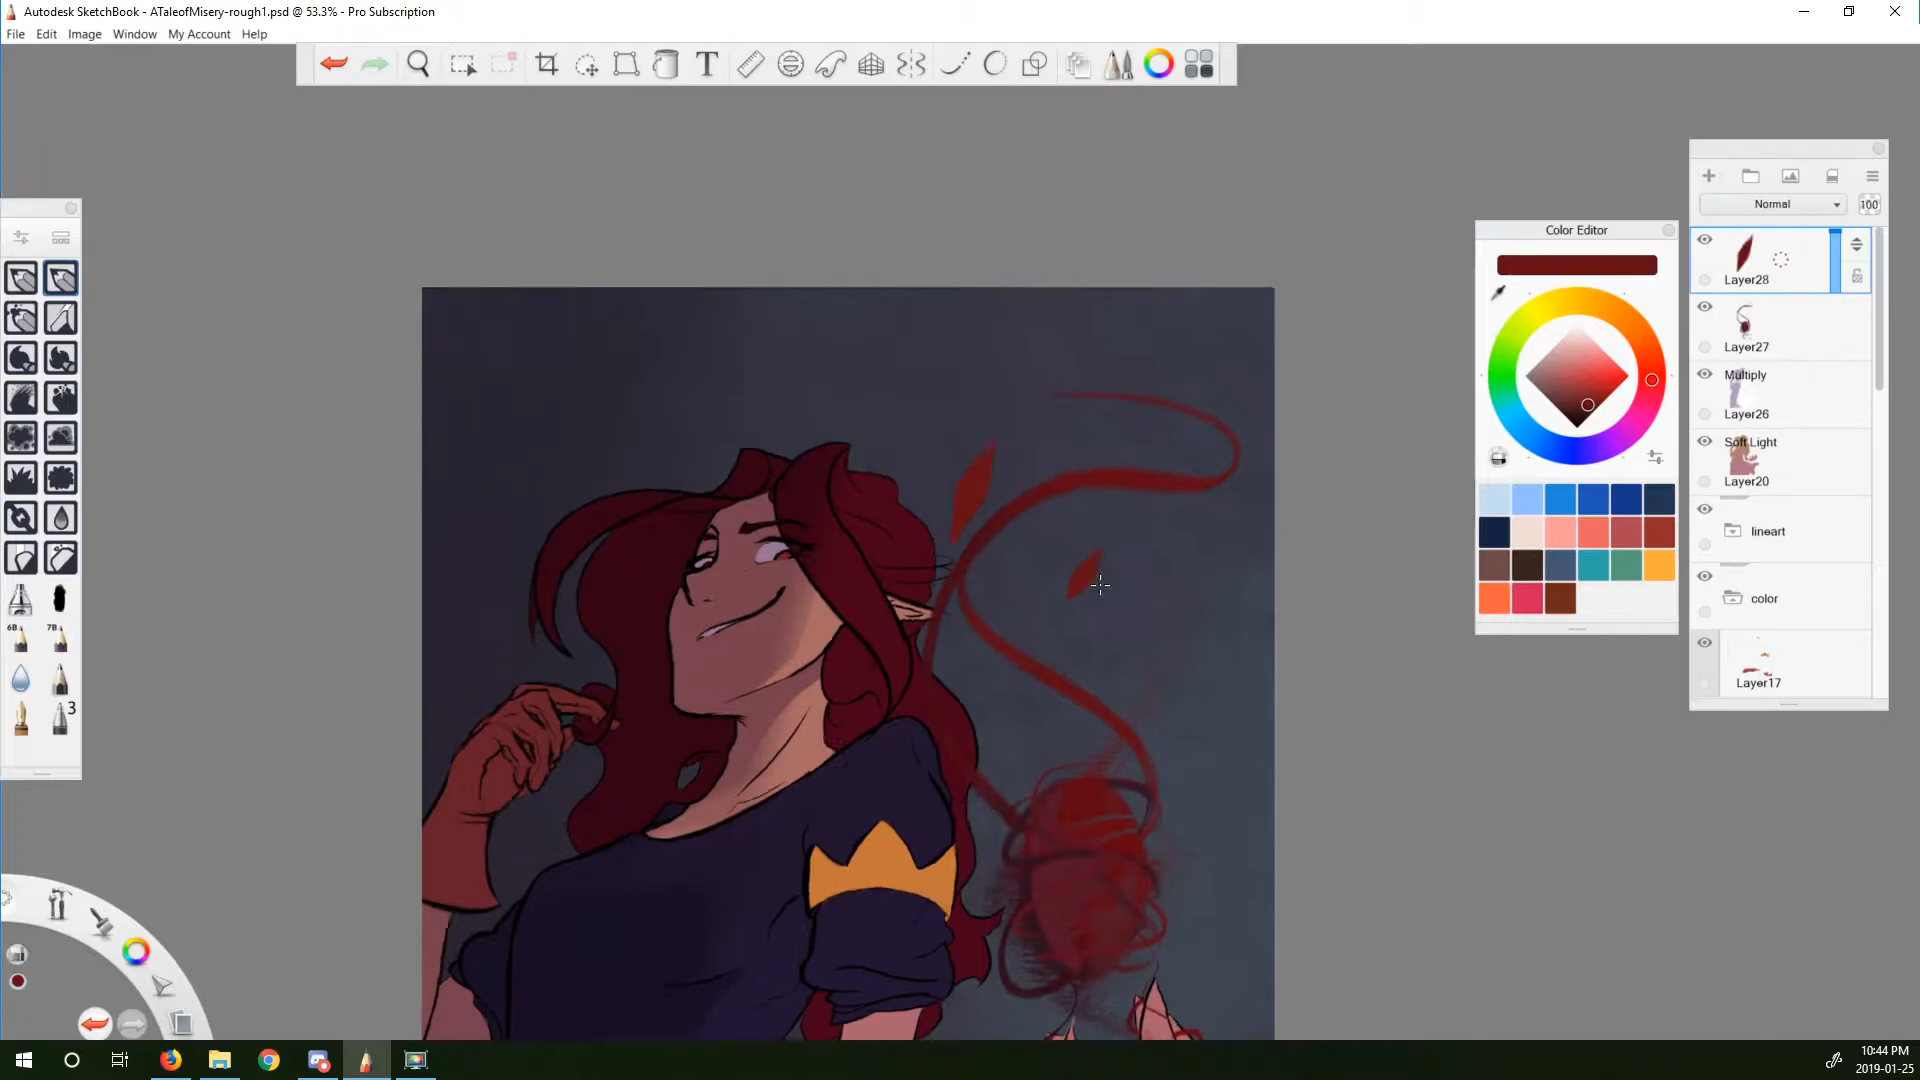 Autodesk SketchBook - ATaleofMisery-rough1.psd @ 53.3% - Pro Subscription
File Edit Image Window My Account Help
T
Normal
100
Layer28
Layer27
Multiply
Layer26
Soft Light
Layer20
lineart
color
Layer17
Color Editor
6B 7B
3
10:44 PM
2019-01-25